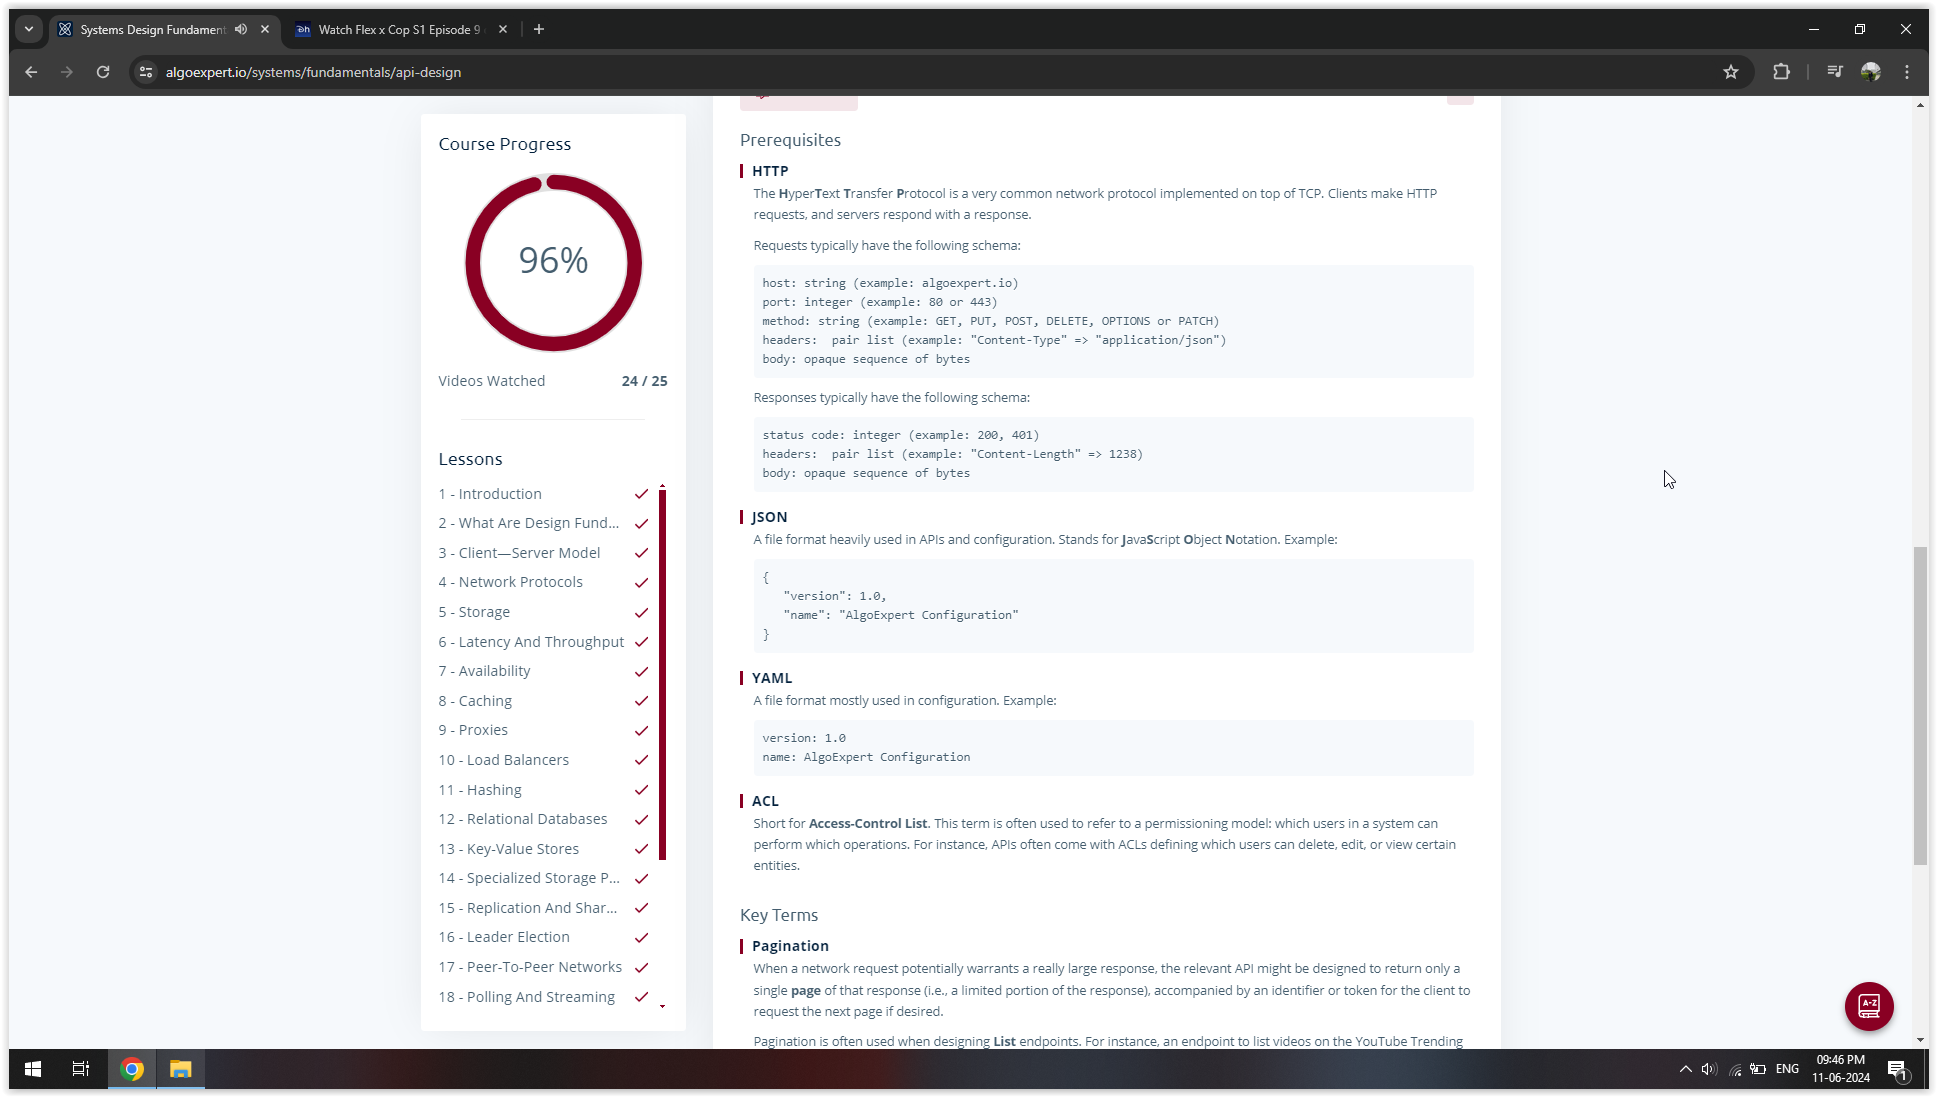 Systems Design Fundament
Watch Flex x Cop S1 Episode 9
algoexpert.io/systems/fundamentals/api-design
Course Progress
96%
Videos Watched 24 / 25
Lessons
1 - Introduction
2 - What Are Design Fund...
3 - Client—Server Model
4 - Network Protocols
5 - Storage
6 - Latency And Throughput
7 - Availability
8 - Caching
9 - Proxies
10 - Load Balancers
11 - Hashing
12 - Relational Databases
13 - Key-Value Stores
14 - Specialized Storage P...
15 - Replication And Shar...
16 - Leader Election
17 - Peer-To-Peer Networks
18 - Polling And Streaming
Prerequisites
HTTP
The HyperText Transfer Protocol is a very common network protocol implemented on top of TCP. Clients make HTTP
requests, and servers respond with a response.
Requests typically have the following schema:
host: string (example: algoexpert.io)
port: integer (example: 80 or 443)
method: string (example: GET, PUT, POST, DELETE, OPTIONS or PATCH)
headers:  pair list (example: "Content-Type" => "application/json")
body: opaque sequence of bytes
Responses typically have the following schema:
status code: integer (example: 200, 401)
headers:  pair list (example: "Content-Length" => 1238)
body: opaque sequence of bytes
JSON
A file format heavily used in APIs and configuration. Stands for JavaScript Object Notation. Example:
{
"version": 1.0,
"name": "AlgoExpert Configuration"
}
YAML
A file format mostly used in configuration. Example:
version: 1.0
name: AlgoExpert Configuration
ACL
Short for Access-Control List. This term is often used to refer to a permissioning model: which users in a system can
perform which operations. For instance, APIs often come with ACLs defining which users can delete, edit, or view certain
entities.
Key Terms
Pagination
When a network request potentially warrants a really large response, the relevant API might be designed to return only a
single page of that response (i.e., a limited portion of the response), accompanied by an identifier or token for the client to
request the next page if desired.
Pagination is often used when designing List endpoints. For instance, an endpoint to list videos on the YouTube Trending
A-Z
ENG
09:46 PM
11-06-2024
1